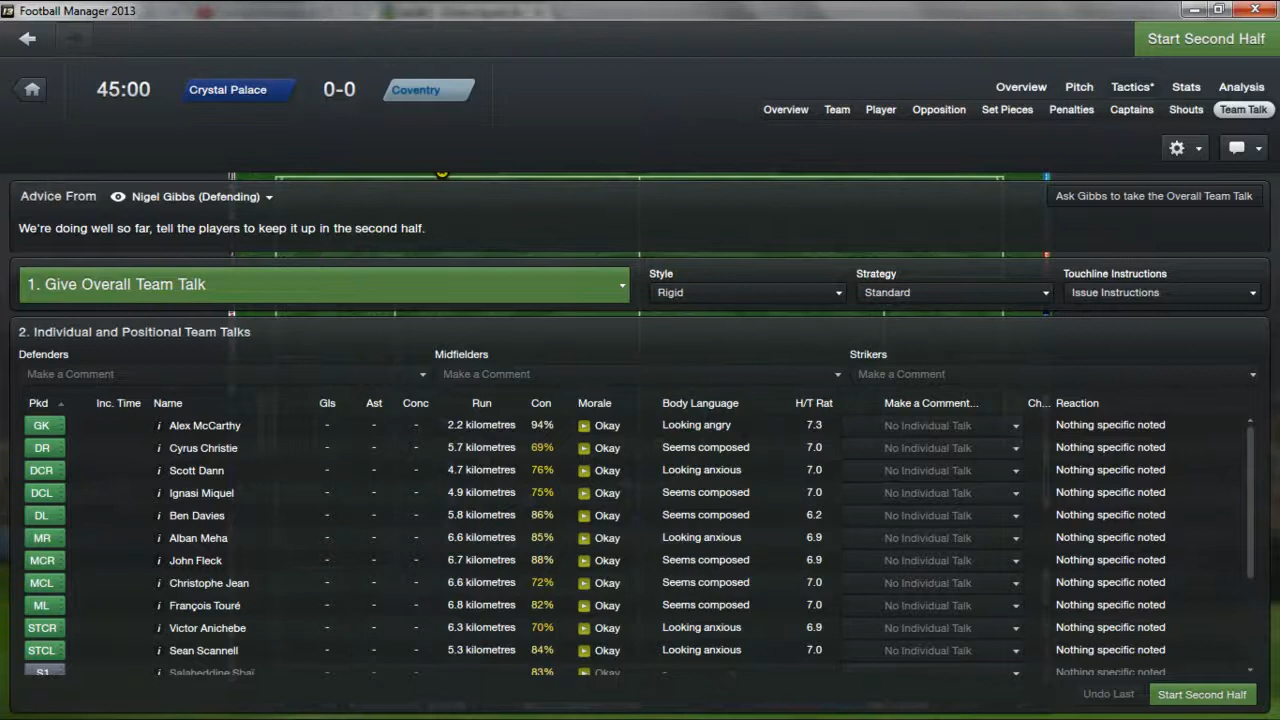 Football Manager 2013
Start Second Half
45:00 Crystal Palace 0-0 Coventry
Overview Pitch Tactics* Stats Analysis
Overview Team Player Opposition Set Pieces Penalties Captains Shouts Team Talk
Advice From Nigel Gibbs (Defending) Ask Gibbs to take the Overall Team Talk
We're doing well so far, tell the players to keep it up in the second half.
Style Strategy Touchline Instructions
1. Give Overall Team Talk Rigid Standard Issue Instructions
2. Individual and Positional Team Talks
Defenders Midfielders Strikers
Make a Comment Make a Comment Make a Comment
Pkd Inc. Time Name Gls Ast Conc Run Con Morale Body Language H/T Rat Make a Comment... Ch... Reaction
GK i Alex McCarthy - - - 2.2 kilometres 94% Okay Looking angry 7.3 No Individual Talk Nothing specific noted
DR i Cyrus Christie - - - 5.7 kilometres 69% Okay Seems composed 7.0 No Individual Talk Nothing specific noted
DCR i Scott Dann - - - 4.7 kilometres 76% Okay Looking anxious 7.0 No Individual Talk Nothing specific noted
DCL i Ignasi Miquel - - - 4.9 kilometres 75% Okay Seems composed 7.0 No Individual Talk Nothing specific noted
DL i Ben Davies - - - 5.8 kilometres 86% Okay Seems composed 6.2 No Individual Talk Nothing specific noted
MR i Alban Meha - - - 6.6 kilometres 85% Okay Looking anxious 6.9 No Individual Talk Nothing specific noted
MCR i John Fleck - - - 6.7 kilometres 88% Okay Seems composed 6.9 No Individual Talk Nothing specific noted
MCL i Christophe Jean - - - 6.6 kilometres 72% Okay Seems composed 7.0 No Individual Talk Nothing specific noted
ML i François Touré - - - 6.8 kilometres 82% Okay Seems composed 7.0 No Individual Talk Nothing specific noted
STCR i Victor Anichebe - - - 6.3 kilometres 70% Okay Looking anxious 6.9 No Individual Talk Nothing specific noted
STCL i Sean Scannell - - - 5.3 kilometres 84% Okay Looking anxious 7.0 No Individual Talk Nothing specific noted
S1 i Salaheddine Sbaï 83% Okay - No Individual Talk Nothing specific noted
Undo Last Start Second Half